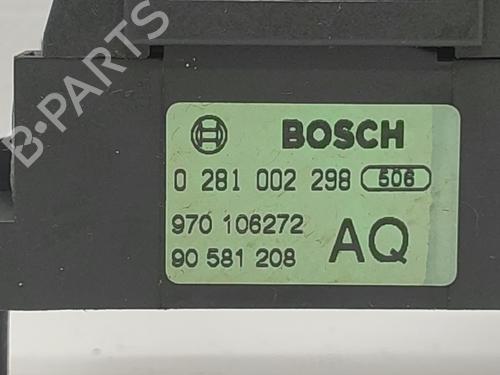 B-PARTS
BOSCH
0 281 002 298 506
970 106272
90 581 208
AQ